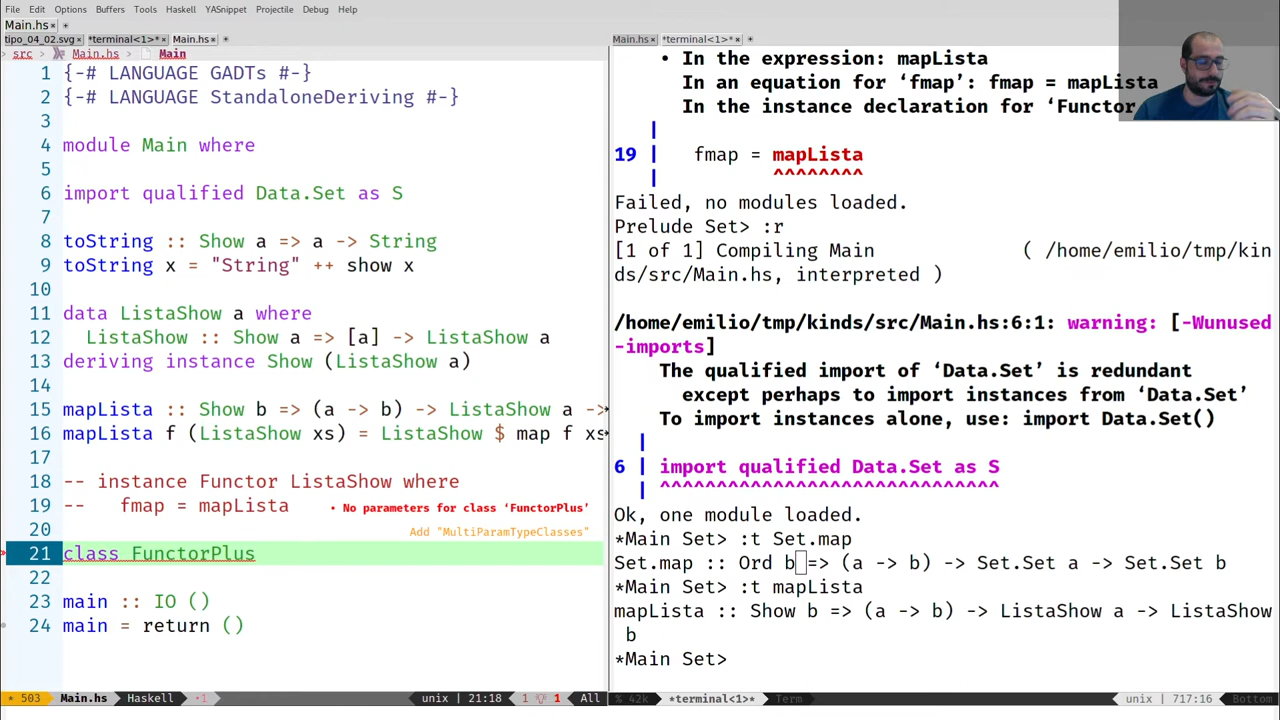 File Edit Options Buffers Tools Haskell YASnippet Projectile Debug Help
Main.hs × +
tipo_04_02.svg × *terminal<1>* × Main.hs × +
src > Main.hs > Main
1 {-# LANGUAGE GADTs #-}
2 {-# LANGUAGE StandaloneDeriving #-}
3
4 module Main where
5
6 import qualified Data.Set as S
7
8 toString :: Show a => a -> String
9 toString x = "String" ++ show x
10
11 data ListaShow a where
12 ListaShow :: Show a => [a] -> ListaShow a
13 deriving instance Show (ListaShow a)
14
15 mapLista :: Show b => (a -> b) -> ListaShow a ->
16 mapLista f (ListaShow xs) = ListaShow $ map f xs
17
18 -- instance Functor ListaShow where
19 -- fmap = mapLista • No parameters for class ‘FunctorPlus’
20 Add "MultiParamTypeClasses"
21 class FunctorPlus
22
23 main :: IO ()
24 main = return ()
* 503 Main.hs Haskell •1 unix | 21:18 1 1 All
Main.hs × *terminal<1>* × +
• In the expression: mapLista
In an equation for ‘fmap’: fmap = mapLista
In the instance declaration for ‘Functor
|
19 | fmap = mapLista
| ^^^^^^^^
Failed, no modules loaded.
Prelude Set> :r
[1 of 1] Compiling Main ( /home/emilio/tmp/kin
ds/src/Main.hs, interpreted )
/home/emilio/tmp/kinds/src/Main.hs:6:1: warning: [-Wunused
-imports]
The qualified import of ‘Data.Set’ is redundant
except perhaps to import instances from ‘Data.Set’
To import instances alone, use: import Data.Set()
|
6 | import qualified Data.Set as S
| ^^^^^^^^^^^^^^^^^^^^^^^^^^^^^^
Ok, one module loaded.
*Main Set> :t Set.map
Set.map :: Ord b => (a -> b) -> Set.Set a -> Set.Set b
*Main Set> :t mapLista
mapLista :: Show b => (a -> b) -> ListaShow a -> ListaShow
b
*Main Set>
% 42k *terminal<1>* Term unix | 717:16 Bottom